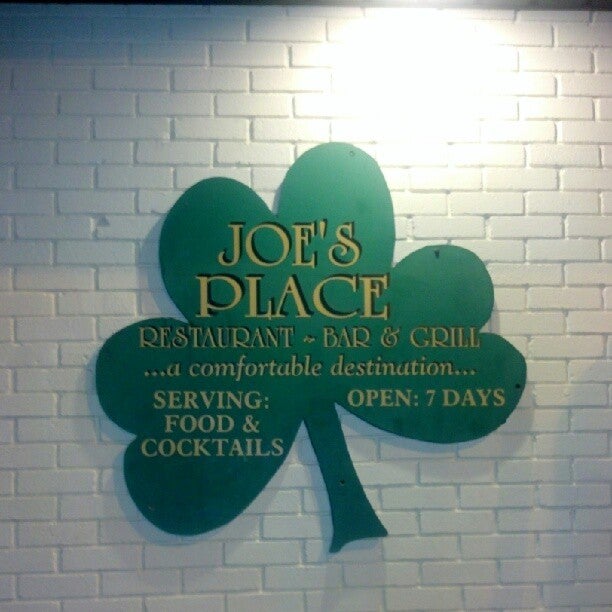 JOE'S
PLACE
RESTAURANT ~ BAR & GRILL
...a comfortable destination...
SERVING:
FOOD &
COCKTAILS
OPEN: 7 DAYS